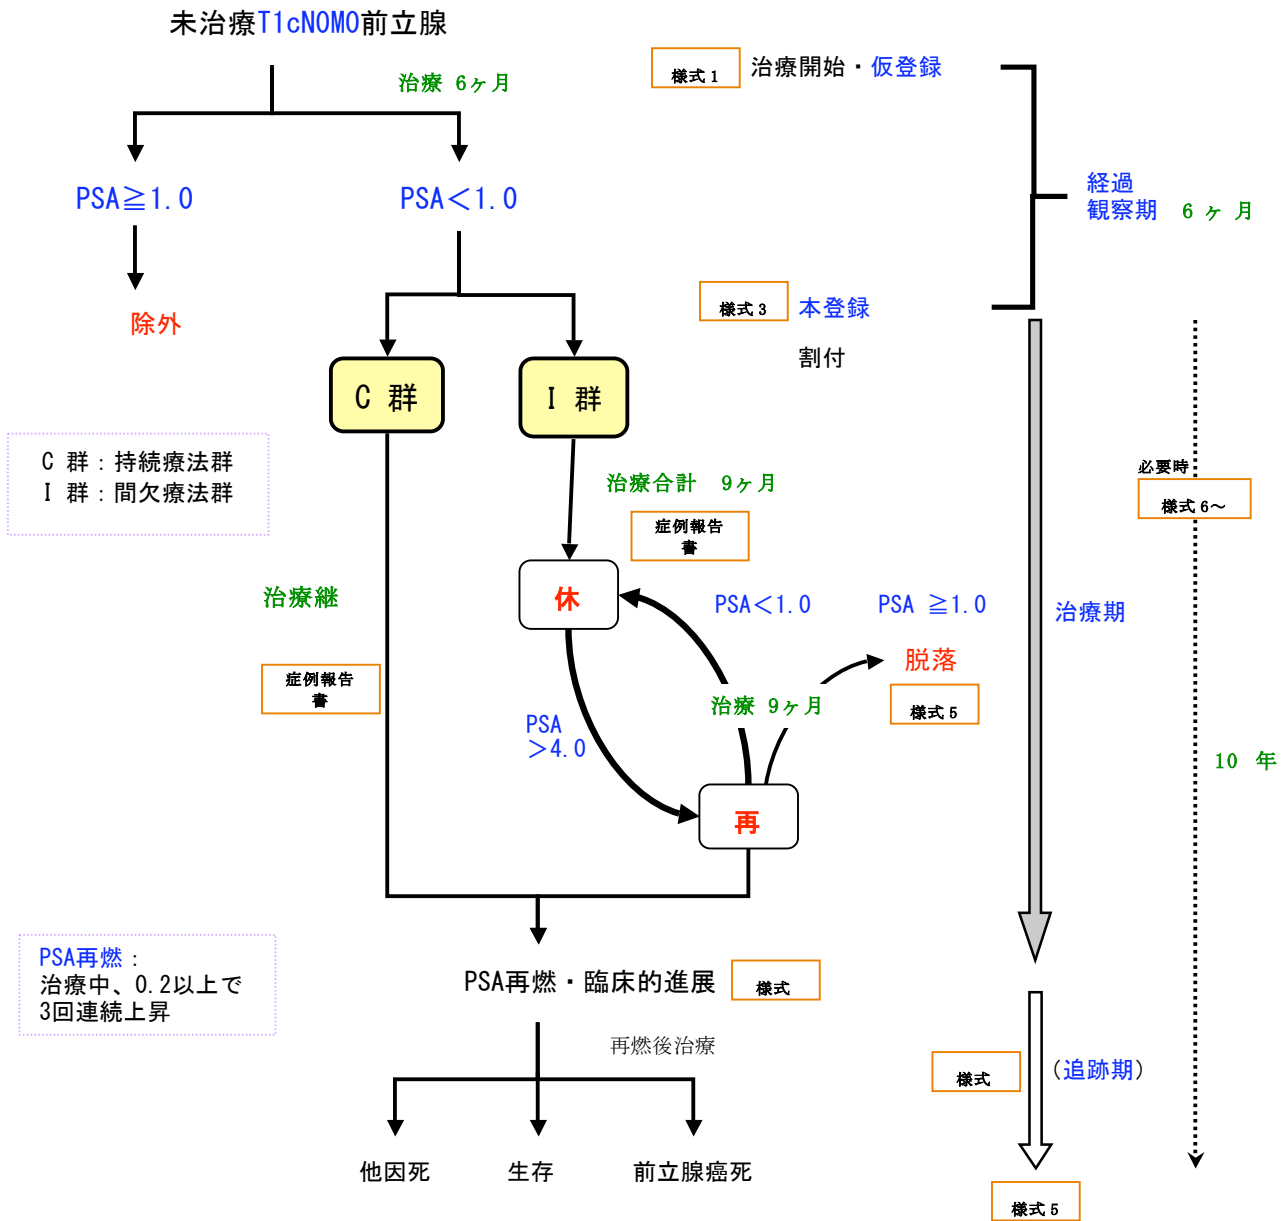 未治療T1cN0M0前立腺
治療 6ヶ月
様式1
治療開始・仮登録
PSA≧1.0
PSA<1.0
経過
観察期 6ヶ月
除外
様式3
本登録
割付
C 群
I 群
C 群：持続療法群
I 群：間欠療法群
治療合計 9ヶ月
症例報告
書
必要時
様式6～
治療継
休
PSA<1.0
PSA ≧1.0
治療期
脱落
症例報告
書
治療 9ヶ月
様式5
PSA
>4.0
10 年
再
PSA再燃：
治療中、0.2以上で
3回連続上昇
PSA再燃・臨床的進展
様式
再燃後治療
様式
（追跡期）
他因死
生存
前立腺癌死
様式5